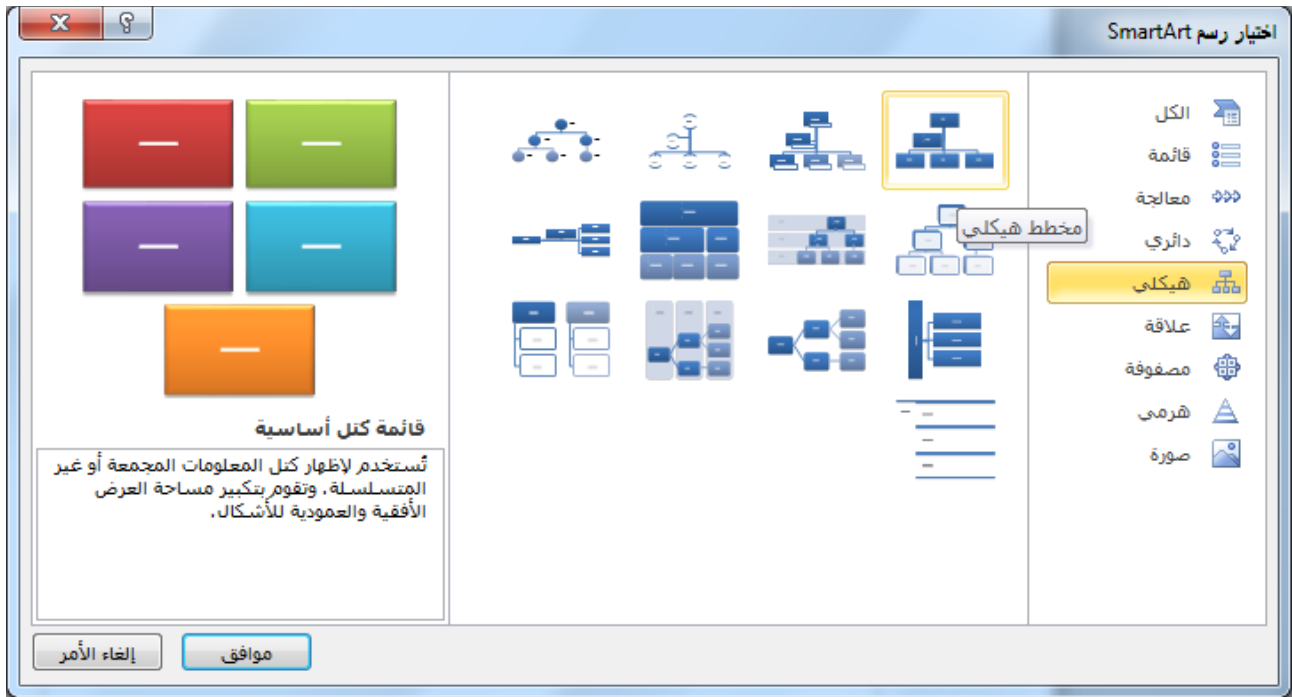 اختيار رسم SmartArt
الكل
قائمة
معالجة
دائري
هيكلي
علاقة
مصفوفة
هرمي
صورة
مخطط هيكلي
قائمة كتل أساسية
تُستخدم لإظهار كتل المعلومات المجمعة أو غير
المتسلسلة. وتقوم بتكبير مساحة العرض
الأفقية والعمودية للأشكال.
موافق
إلغاء الأمر